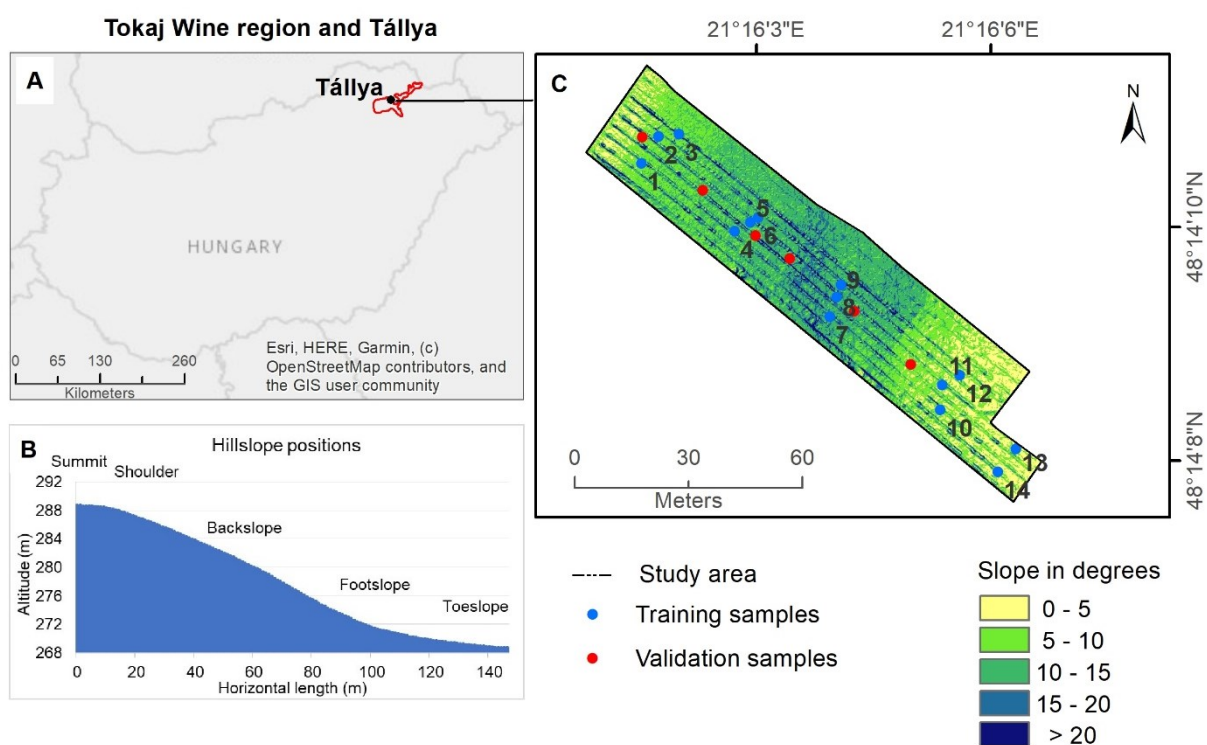 Tokaj Wine region and Tállya
A
Tállya
HUNGARY
0 65 130 260
Kilometers
Esri, HERE, Garmin, (c)
OpenStreetMap contributors, and
the GIS user community
B
Hillslope positions
Summit
Shoulder
Backslope
Footslope
Toeslope
292
288
284
280
276
272
268
Altitude (m)
0 20 40 60 80 100 120 140
Horizontal length (m)
21°16'3"E 21°16'6"E
C
N
48°14'10"N
48°14'8"N
2 3
1
5
6
4
9
8
7
11
12
10
13
14
0 30 60
Meters
Study area
Training samples
Validation samples
Slope in degrees
0 - 5
5 - 10
10 - 15
15 - 20
> 20